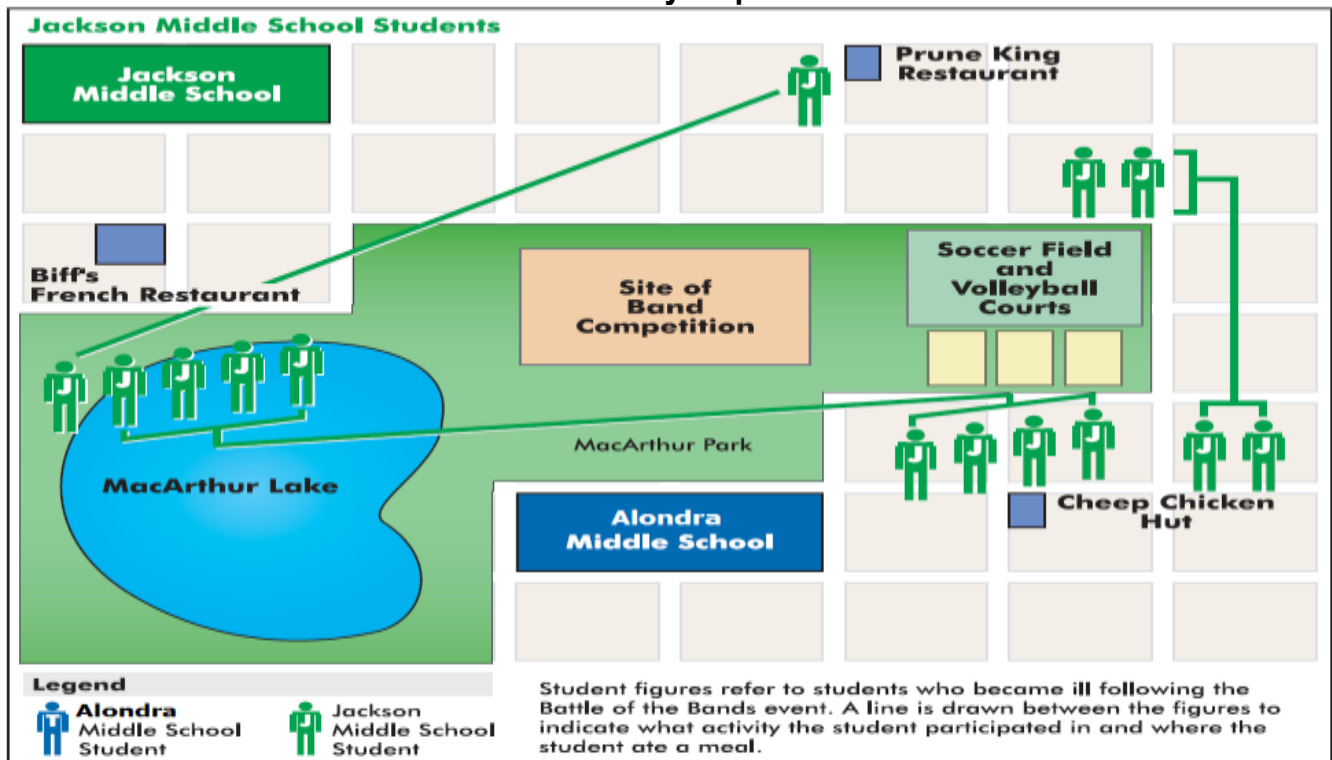 Jackson Middle School Students
Jackson
Middle School
Prune King
Restaurant
Biff's
French Restaurant
Site of
Band
Competition
Soccer Field
and
Volleyball
Courts
MacArthur Park
MacArthur Lake
Alondra
Middle School
Cheep Chicken
Hut
Legend
Alondra
Middle School
Student
Jackson
Middle School
Student
Student figures refer to students who became ill following the
Battle of the Bands event. A line is drawn between the figures to
indicate what activity the student participated in and where the
student ate a meal.